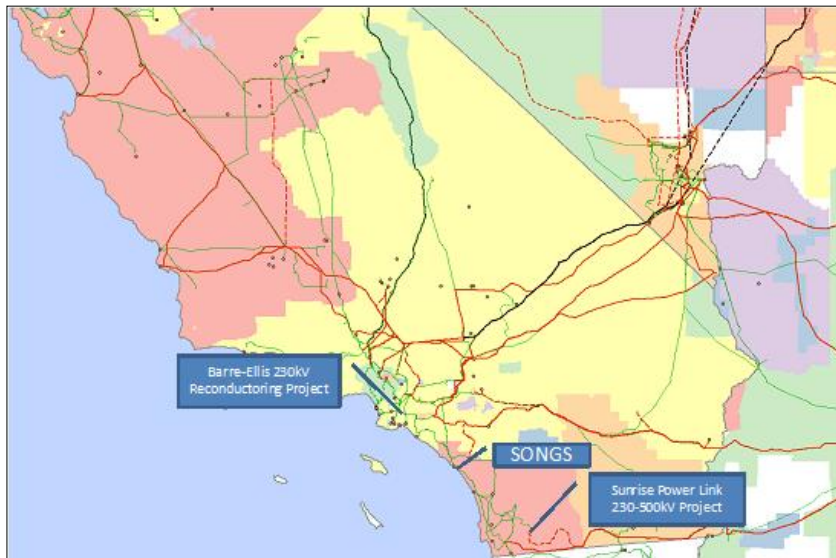 Barre-Ellis 230kV
Reconductoring Project
SONGS
Sunrise Power Link
230-500kV Project